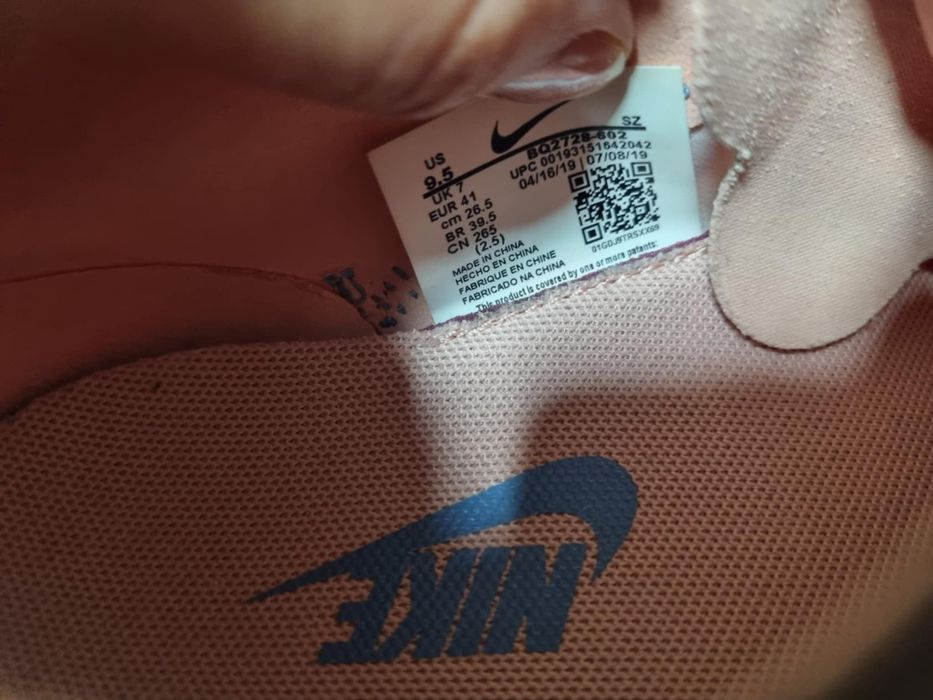 SZ
BQ2728-602
UPC 00193151642042
04/16/19 | 07/08/19
US
9.5
UK 7
EUR 41
cm 26.5
BR 39.5
CN 265
(2.5)
MADE IN CHINA
HECHO EN CHINA
FABRIQUE EN CHINE
FABRICADO NA CHINA
01GDJ9TRSXX69
This product is covered by one or more patents:
NIKE